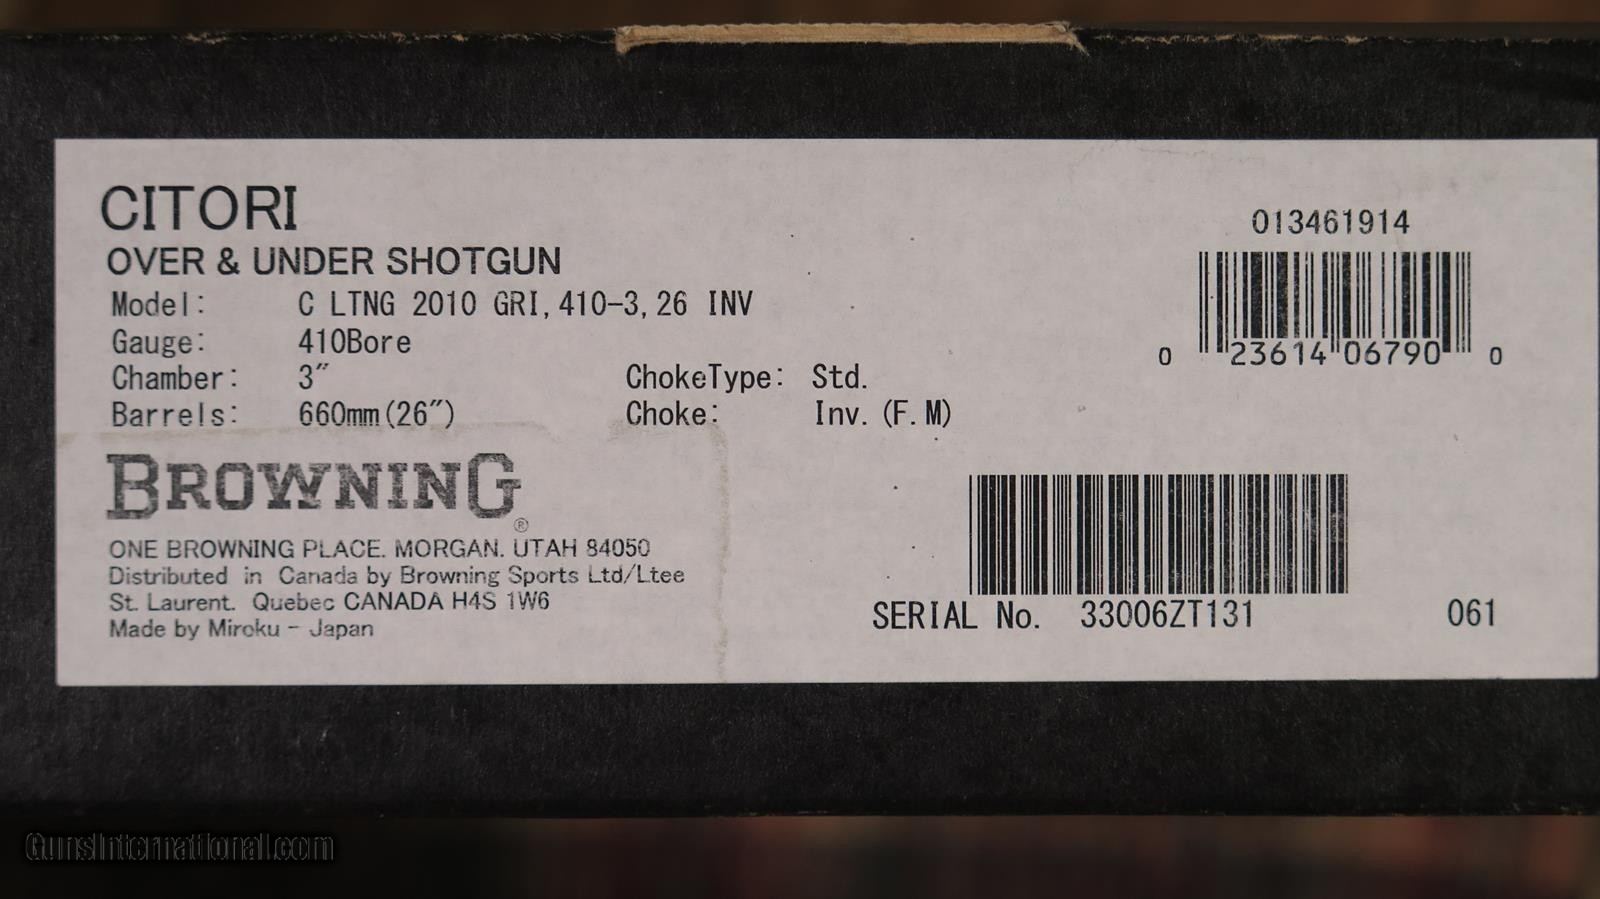 CITORI
OVER & UNDER SHOTGUN
Model: C LTNG 2010 GRI,410-3,26 INV
Gauge: 410Bore
Chamber: 3" ChokeType: Std.
Barrels: 660mm(26") Choke: Inv.(F.M)
BROWNING®
ONE BROWNING PLACE. MORGAN. UTAH 84050
Distributed in Canada by Browning Sports Ltd/Ltee
St. Laurent. Quebec CANADA H4S 1W6
Made by Miroku - Japan
013461914
0 23614 06790 0
SERIAL No. 33006ZT131 061
GunsInternational.com